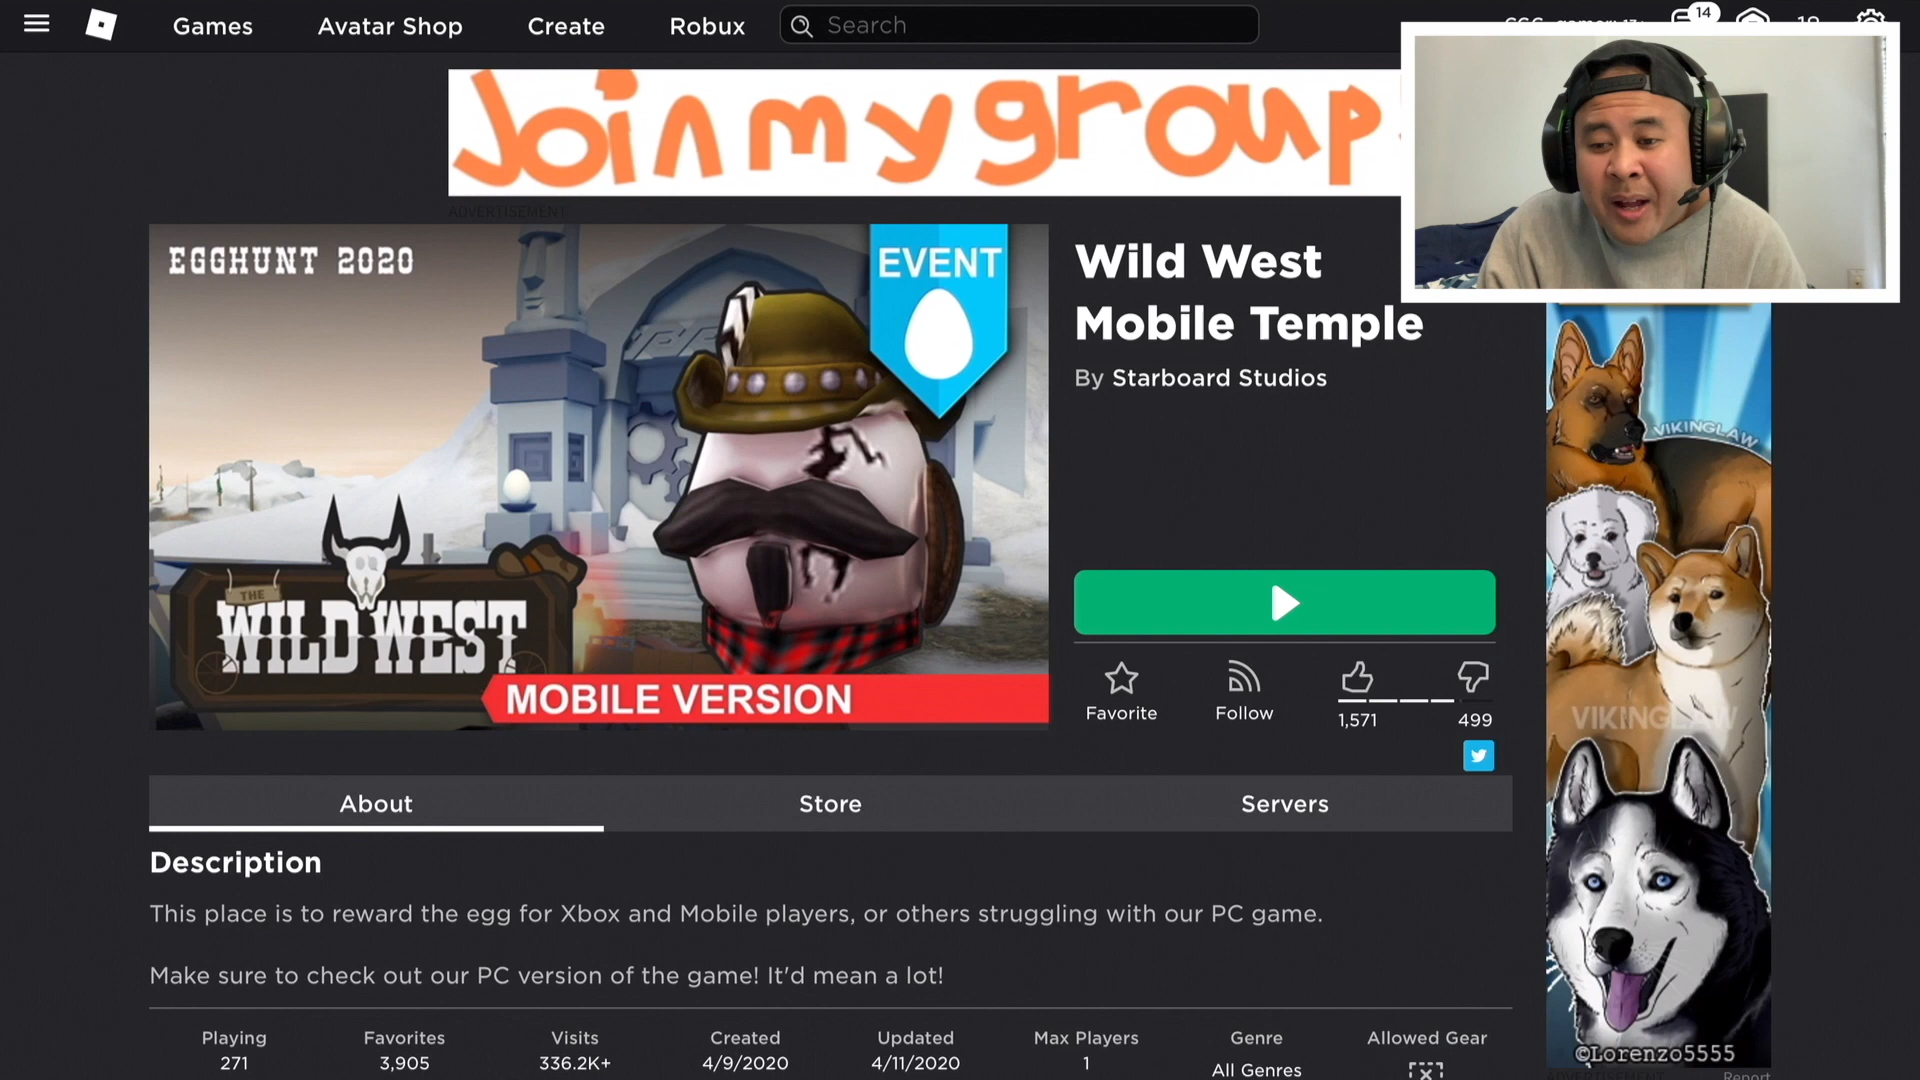 Games
Avatar Shop
Create
Robux
Search
14
Join my group
ADVERTISEMENT
EGGHUNT 2020
EVENT
THE
WILD WEST
MOBILE VERSION
Wild West
Mobile Temple
By Starboard Studios
Favorite
Follow
1,571
499
About
Store
Servers
Description
This place is to reward the egg for Xbox and Mobile players, or others struggling with our PC game.
Make sure to check out our PC version of the game! It'd mean a lot!
Playing
271
Favorites
3,905
Visits
336.2K+
Created
4/9/2020
Updated
4/11/2020
Max Players
1
Genre
All Genres
Allowed Gear
VIKINGLAW
VIKINGLAW
©Lorenzo5555
ADVERTISEMENT
Report